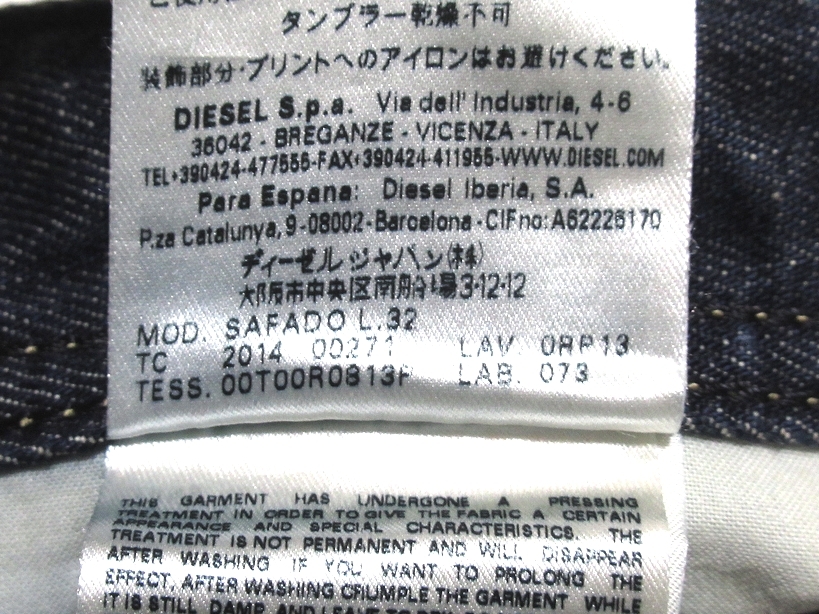 タンブラー乾燥不可
装飾部分・プリントへのアイロンはお避けください。
DIESEL S.p.a. Via dell' Industria, 4-6
36042 - BREGANZE - VICENZA - ITALY
TEL+390424-477555-FAX+390424-411955-WWW.DIESEL.COM
Para Espana: Diesel Iberia, S.A.
P.za Catalunya, 9 - 08002 - Barcelona - CIF no: A62226170
ディーゼル ジャパン(株)
大阪市中央区南船場3-12-12
MOD. SAFADO L.32
TC 2014 00271 LAV. 0RP13
TESS. 00T00R0813P LAB. 073
THIS GARMENT HAS UNDERGONE A PRESSING
TREATMENT IN ORDER TO GIVE THE FABRIC A CERTAIN
APPEARANCE AND SPECIAL CHARACTERISTICS. THE
TREATMENT IS NOT PERMANENT AND WILL DISAPPEAR
AFTER WASHING IF YOU WANT TO PROLONG THE
EFFECT, AFTER WASHING CRUMPLE THE GARMENT WHILE
IT IS STILL DAMP AND LEAVE TO